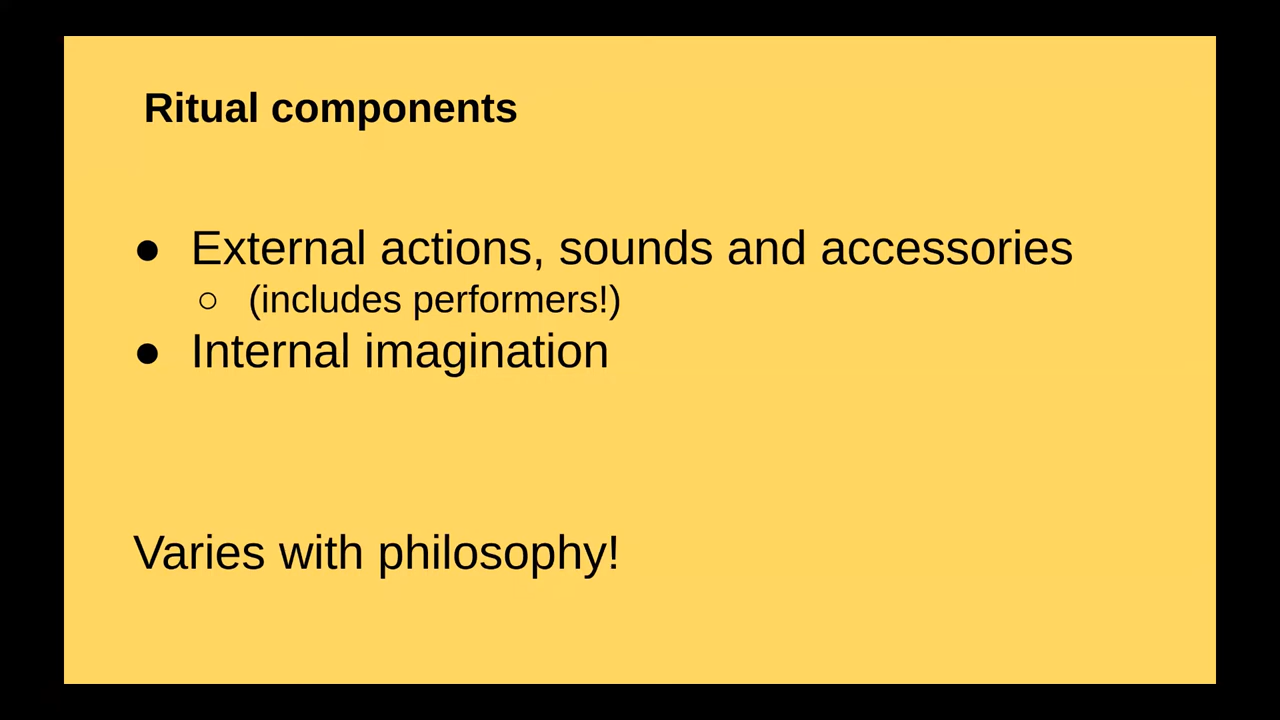 Ritual components
● External actions, sounds and accessories
○ (includes performers!)
● Internal imagination
Varies with philosophy!